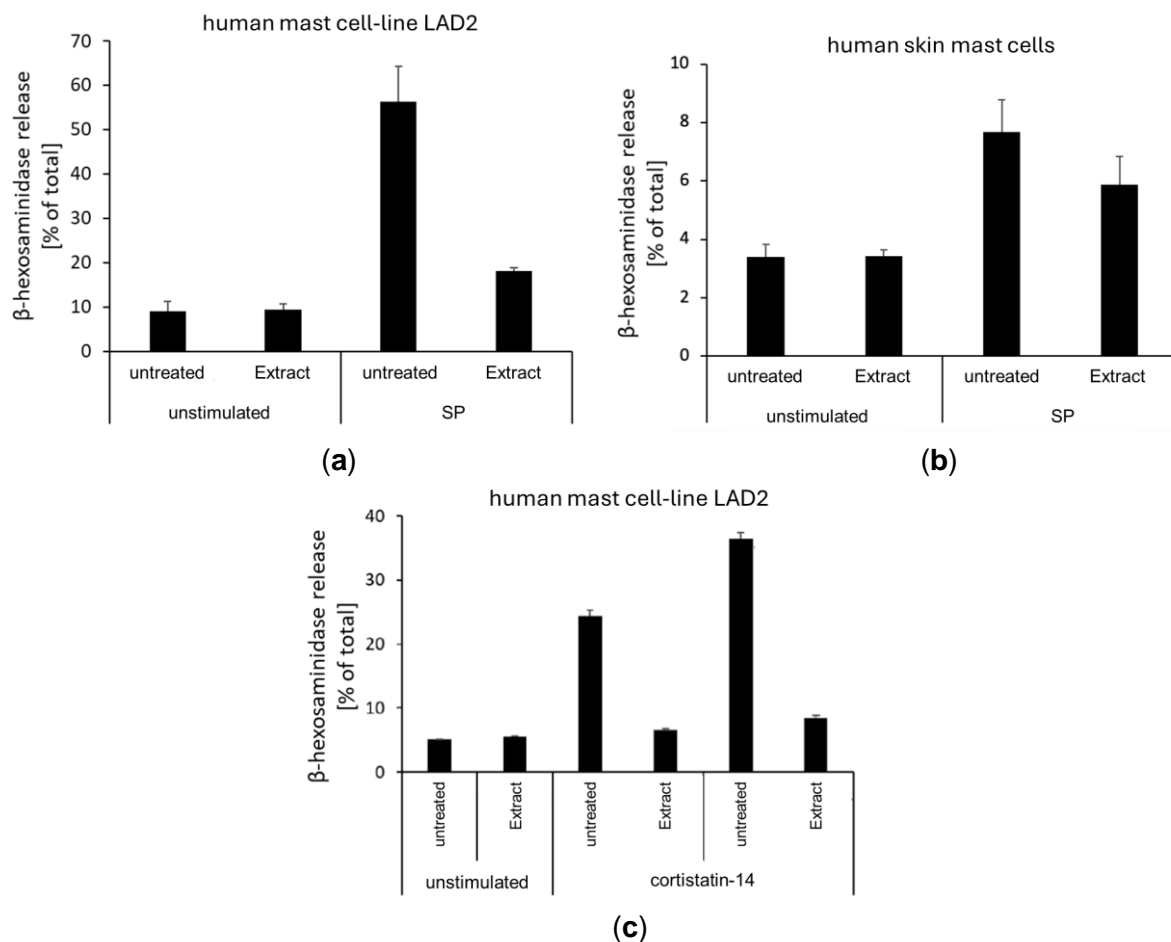 human mast cell-line LAD2
β-hexosaminidase release
[% of total]
70
60
50
40
30
20
10
0
untreated Extract untreated Extract
unstimulated SP
(a)
human skin mast cells
β-hexosaminidase release
[% of total]
10
8
6
4
2
0
untreated Extract untreated Extract
unstimulated SP
(b)
human mast cell-line LAD2
β-hexosaminidase release
[% of total]
40
30
20
10
0
untreated Extract untreated Extract untreated Extract
unstimulated cortistatin-14
(c)